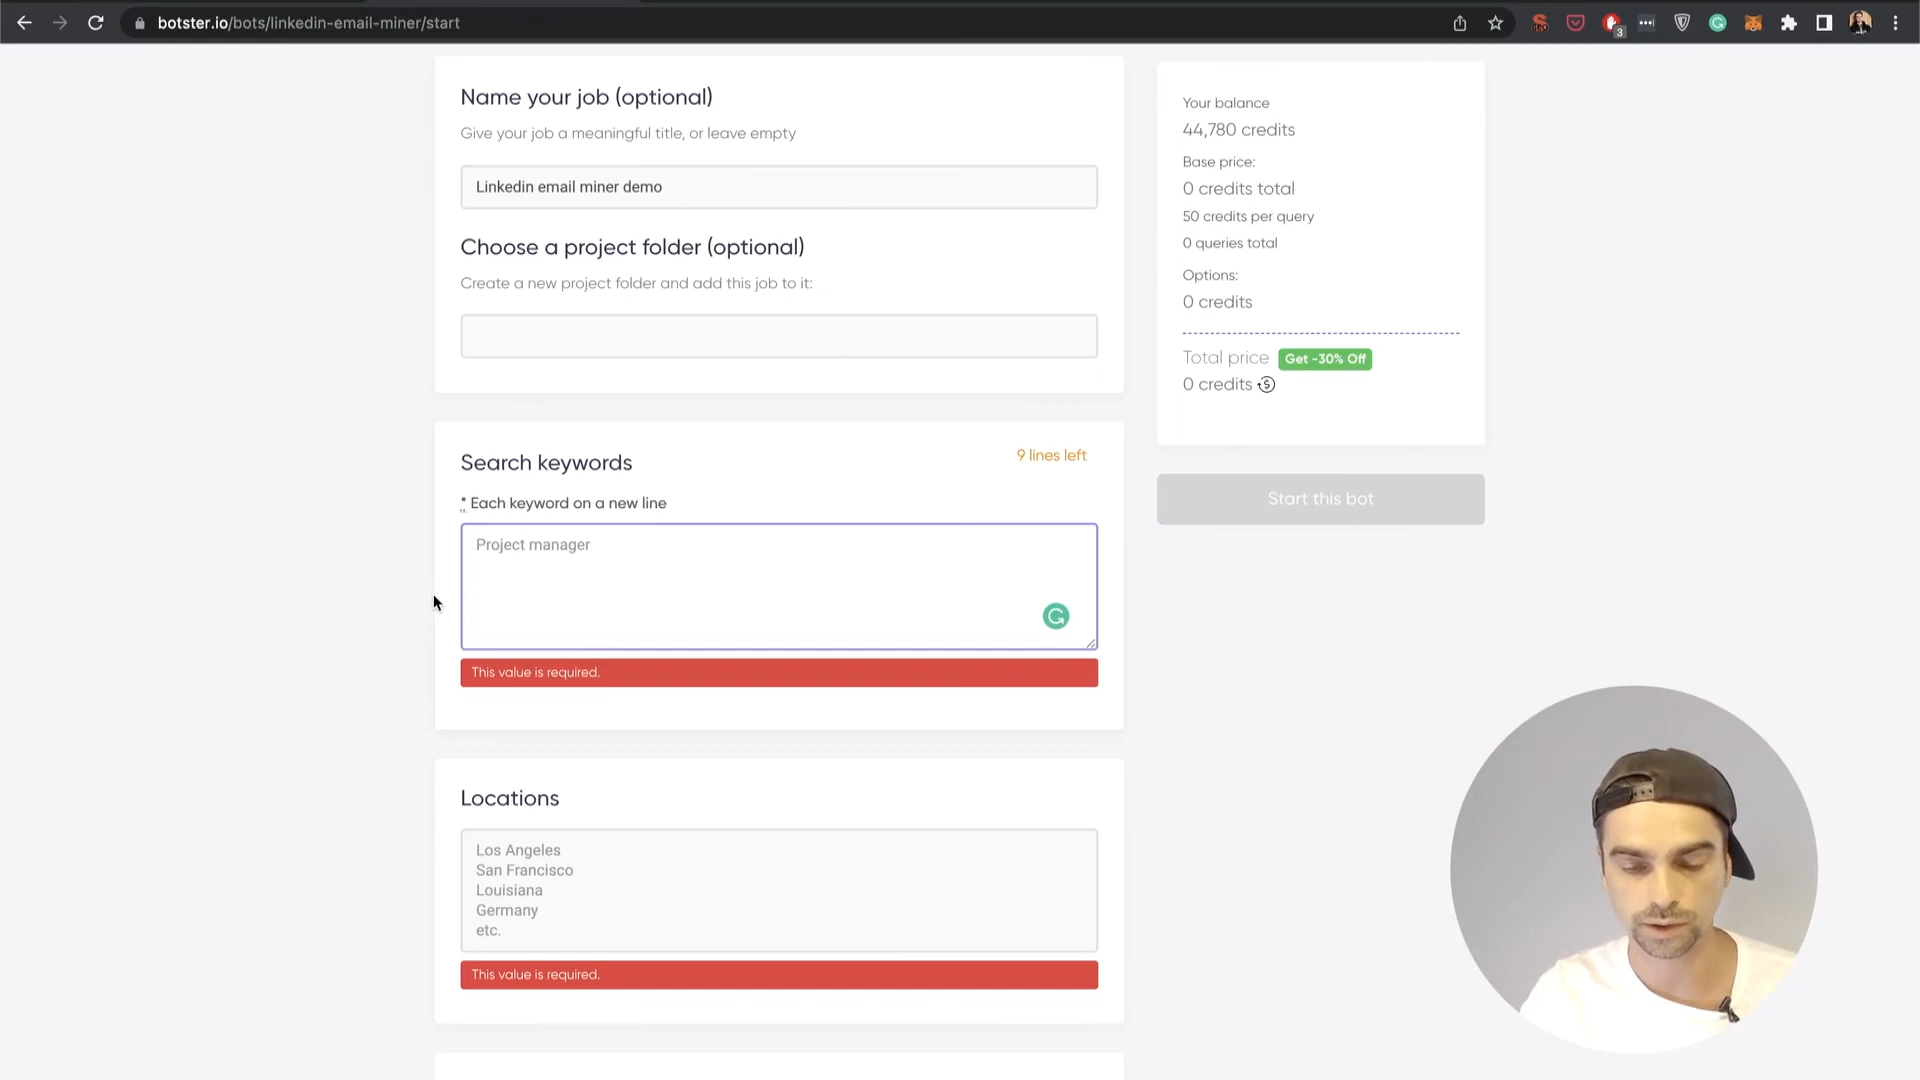 botster.io/bots/linkedin-email-miner/start
3
Name your job (optional)
Give your job a meaningful title, or leave empty
Linkedin email miner demo
Choose a project folder (optional)
Create a new project folder and add this job to it:
Search keywords
9 lines left
* Each keyword on a new line
Project manager
This value is required.
Locations
Los Angeles
San Francisco
Louisiana
Germany
etc.
This value is required.
Your balance
44,780 credits
Base price:
0 credits total
50 credits per query
0 queries total
Options:
0 credits
Total price Get -30% Off
0 credits
Start this bot